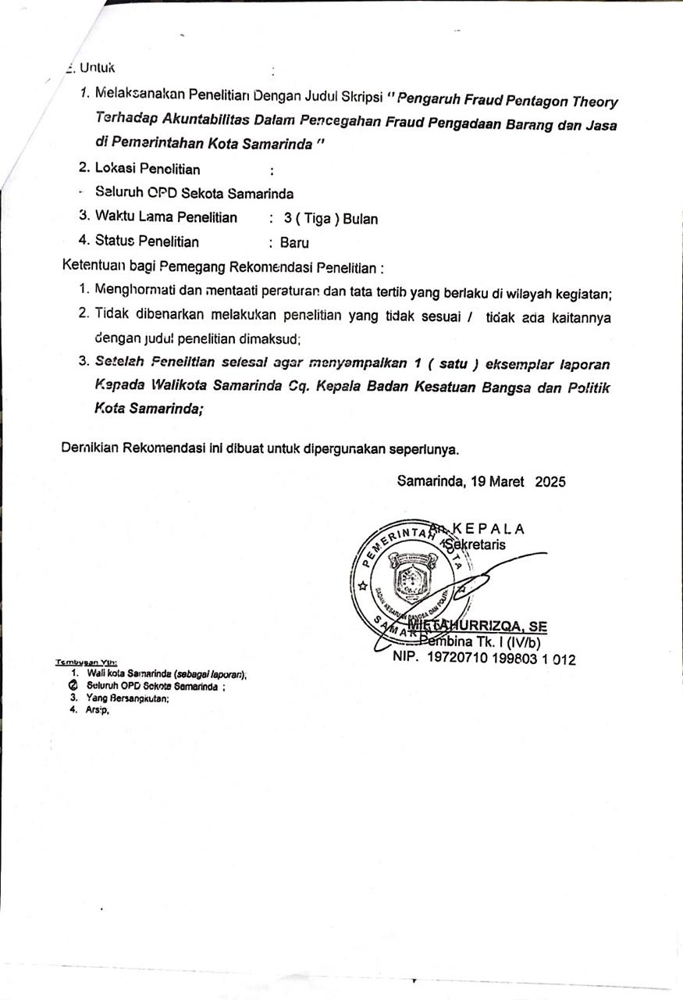 E. Untuk :
1. Melaksanakan Penelitian Dengan Judul Skripsi " Pengaruh Fraud Pentagon Theory
Terhadap Akuntabilitas Dalam Pencegahan Fraud Pengadaan Barang dan Jasa
di Pemerintahan Kota Samarinda "
2. Lokasi Penelitian :
- Seluruh OPD Sekota Samarinda
3. Waktu Lama Penelitian : 3 ( Tiga ) Bulan
4. Status Penelitian : Baru
Ketentuan bagi Pemegang Rekomendasi Penelitian :
1. Menghormati dan mentaati peraturan dan tata tertib yang berlaku di wilayah kegiatan;
2. Tidak dibenarkan melakukan penelitian yang tidak sesuai / tidak ada kaitannya
dengan judul penelitian dimaksud;
3. Setelah Penelitian selesai agar menyampaikan 1 ( satu ) eksemplar laporan
Kepada Walikota Samarinda Cq. Kepala Badan Kesatuan Bangsa dan Politik
Kota Samarinda;
Demikian Rekomendasi ini dibuat untuk dipergunakan seperlunya.
Samarinda, 19 Maret 2025
An. K E P A L A
Sekretaris
PEMERINTAH KOTA
BADAN KESATUAN BANGSA DAN POLITIK
MIFTAHURRIZQA, SE
Pembina Tk. I (IV/b)
NIP. 19720710 199803 1 012
Tembusan Yth:
1. Wali kota Samarinda (sebagai laporan);
2 Seluruh OPD Sekota Samarinda ;
3. Yang Bersangkutan;
4. Arsip.